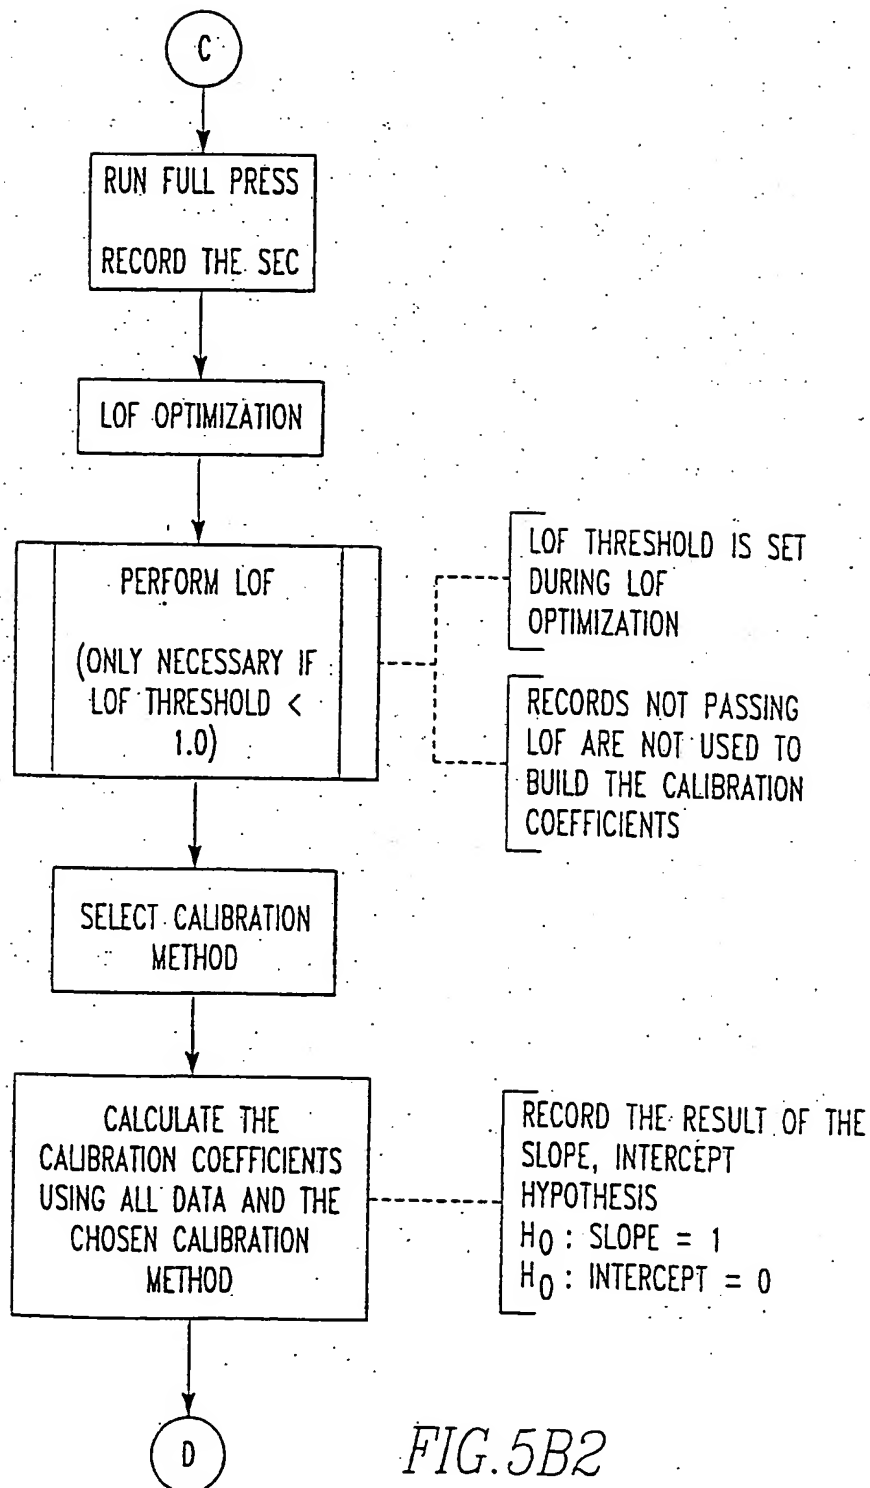 C
RUN FULL PRESS
RECORD THE SEC
LOF OPTIMIZATION
PERFORM LOF
(ONLY NECESSARY IF
LOF THRESHOLD <
1.0)
LOF THRESHOLD IS SET
DURING LOF
OPTIMIZATION
RECORDS NOT PASSING
LOF ARE NOT USED TO
BUILD THE CALIBRATION
COEFFICIENTS
SELECT CALIBRATION
METHOD
CALCULATE THE
CALIBRATION COEFFICIENTS
USING ALL DATA AND THE
CHOSEN CALIBRATION
METHOD
RECORD THE RESULT OF THE
SLOPE, INTERCEPT
HYPOTHESIS
H0 : SLOPE = 1
H0 : INTERCEPT = 0
D
FIG.5B2